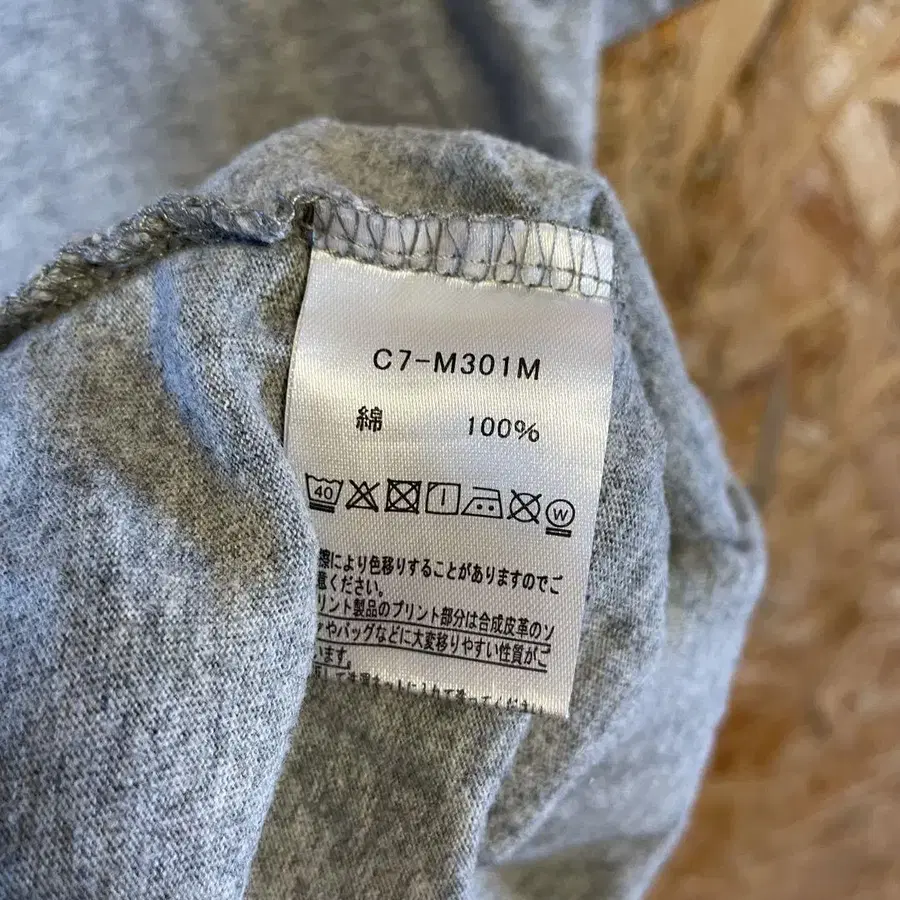 C7-M301M
綿 100%
40 W
擦により色移りすることがありますのでご
意ください。
リント製品のプリント部分は合成皮革のソ
やバッグなどに大変移りやすい性質がご
います。